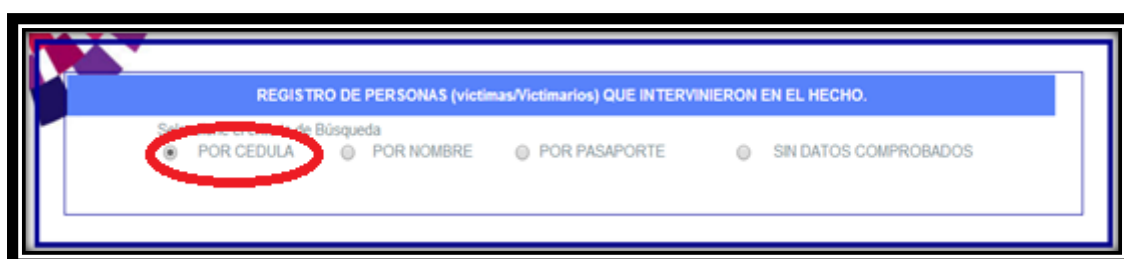 REGISTRO DE PERSONAS (víctimas/Victimarios) QUE INTERVINIERON EN EL HECHO.
de Búsqueda
POR CEDULA POR NOMBRE POR PASAPORTE SIN DATOS COMPROBADOS